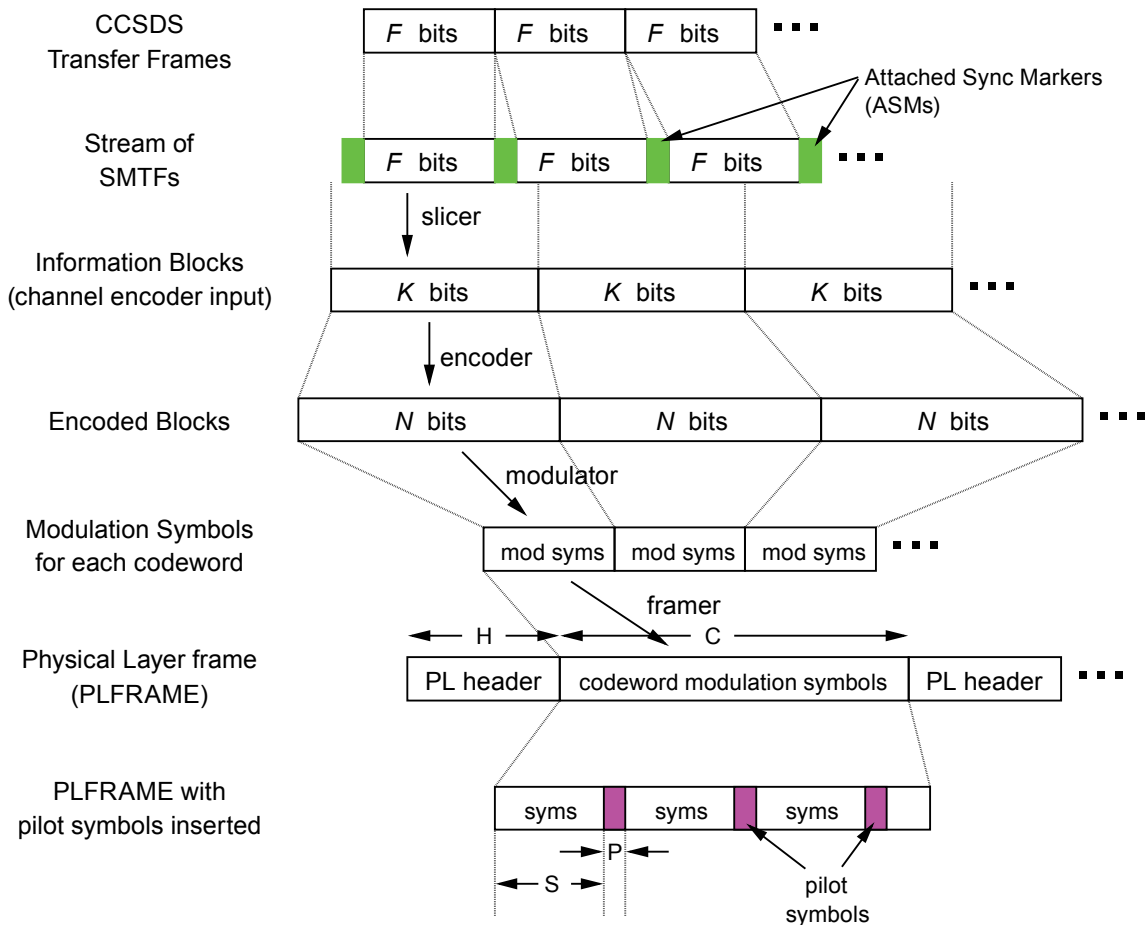 CCSDS
Transfer Frames
F bits
F bits
F bits
Attached Sync Markers
(ASMs)
Stream of
SMTFs
F bits
F bits
F bits
slicer
Information Blocks
(channel encoder input)
K bits
K bits
K bits
encoder
Encoded Blocks
N bits
N bits
N bits
modulator
Modulation Symbols
for each codeword
mod syms
mod syms
mod syms
framer
H
C
Physical Layer frame
(PLFRAME)
PL header
codeword modulation symbols
PL header
PLFRAME with
pilot symbols inserted
syms
syms
syms
P
S
pilot
symbols